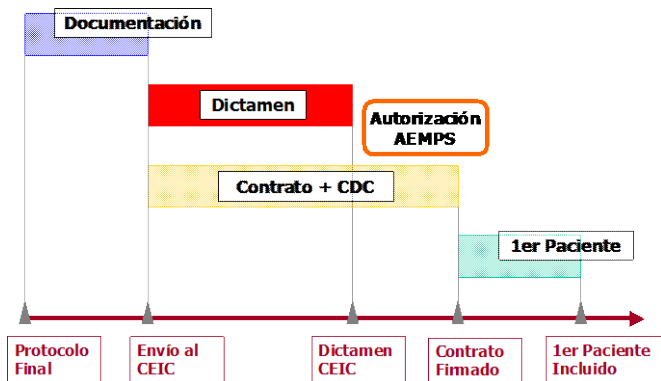 Documentación
Dictamen
Autorización
AEMPS
Contrato + CDC
1er Paciente
Protocolo
Final
Envío al
CEIC
Dictamen
CEIC
Contrato
Firmado
1er Paciente
Incluido